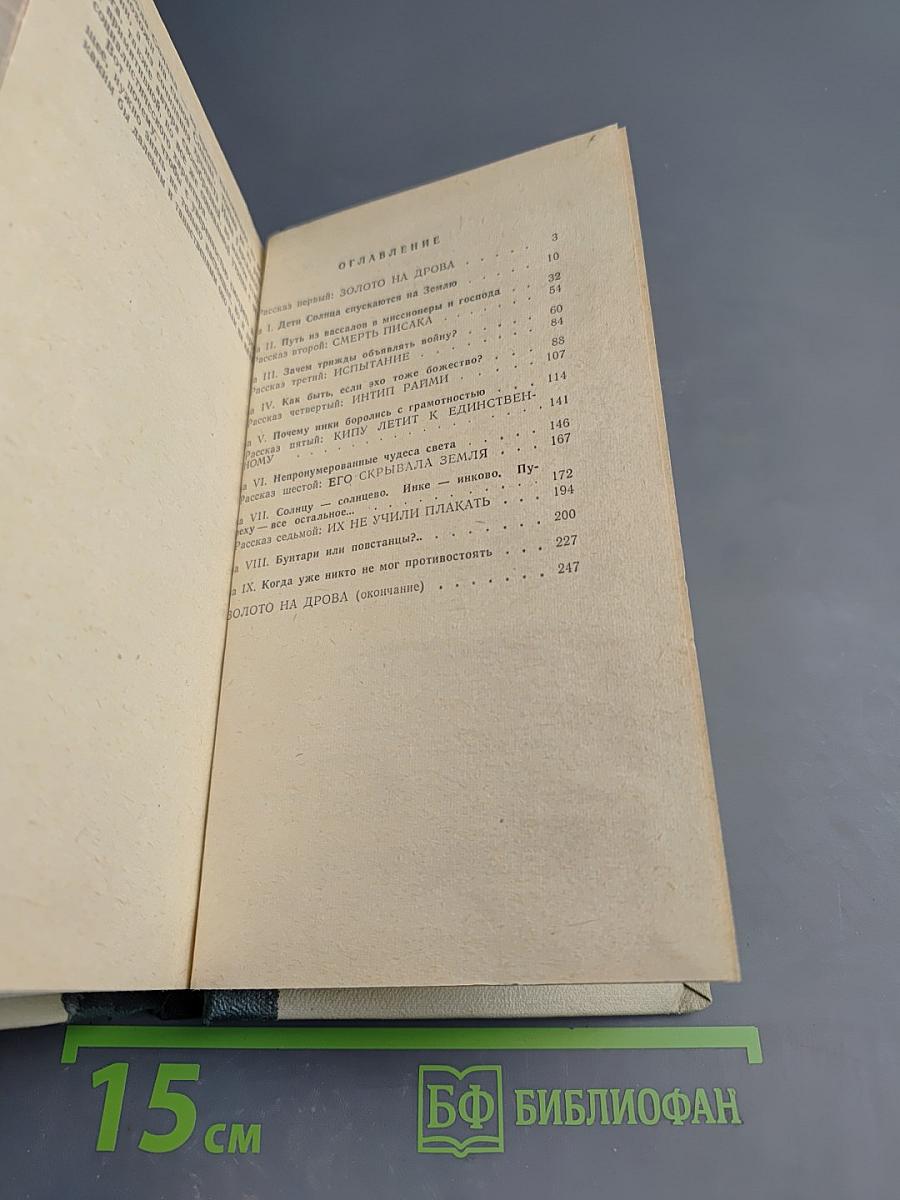 ОГЛАВЛЕНИЕ
Рассказ первый: ЗОЛОТО НА ДРОВА . . . . . 3
а I. Дети Солнца спускаются на Землю . . . . 10
а II. Путь из вассалов в миссионеры и господа . . 32
Рассказ второй: СМЕРТЬ ПИСАКА . . . . . 54
а III. Зачем трижды объявлять войну? . . . . 60
Рассказ третий: ИСПЫТАНИЕ . . . . . 84
а IV. Как быть, если эхо тоже божество? . . . 88
Рассказ четвертый: ИНТИП РАЙМИ . . . . . 107
а V. Почему инки боролись с грамотностью . . . 114
Рассказ пятый: КИПУ ЛЕТИТ К ЕДИНСТВЕН-
НОМУ . . . . . 141
а VI. Непронумерованные чудеса света . . . . . 146
Рассказ шестой: ЕГО СКРЫВАЛА ЗЕМЛЯ . . . 167
а VII. Солнцу — солнцево. Инке — инково. Пу-
реху — все остальное... . . . . . 172
Рассказ седьмой: ИХ НЕ УЧИЛИ ПЛАКАТЬ . . . 194
а VIII. Бунтари или повстанцы?.. . . . . . 200
а IX. Когда уже никто не мог противостоять . . . 227
ЗОЛОТО НА ДРОВА (окончание) . . . . . . 247
15 см
БФ БИБЛИОФАН